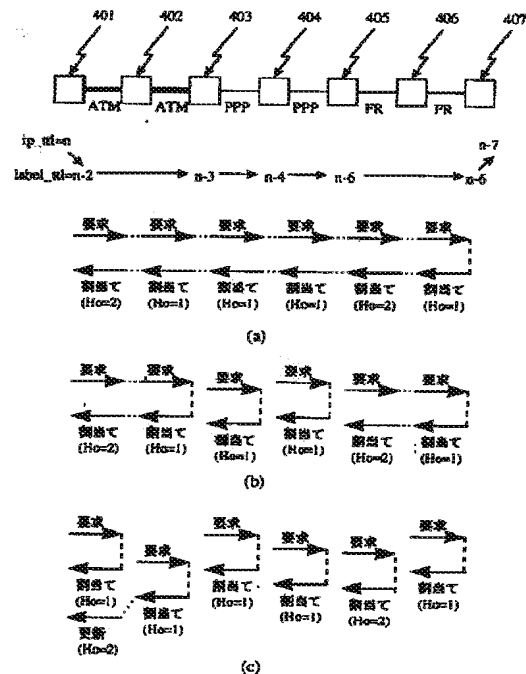 401 402 403 404 405 406 407
ATM ATM PPP PPP FR FR
ip_ttl=n
n-7
label_ttl=n-2 n-3 n-4 n-6 n-6
要求 要求 要求 要求 要求 要求
割当て 割当て 割当て 割当て 割当て 割当て
(Ho=2) (Ho=1) (Ho=1) (Ho=1) (Ho=2) (Ho=1)
(a)
要求 要求 要求 要求 要求 要求
割当て 割当て 割当て 割当て 割当て 割当て
(Ho=2) (Ho=1) (Ho=1) (Ho=1) (Ho=2) (Ho=1)
(b)
要求 要求 要求 要求 要求 要求
割当て 割当て 割当て 割当て 割当て 割当て
(Ho=1) (Ho=1) (Ho=1) (Ho=1) (Ho=2) (Ho=1)
更新
(Ho=2)
(c)